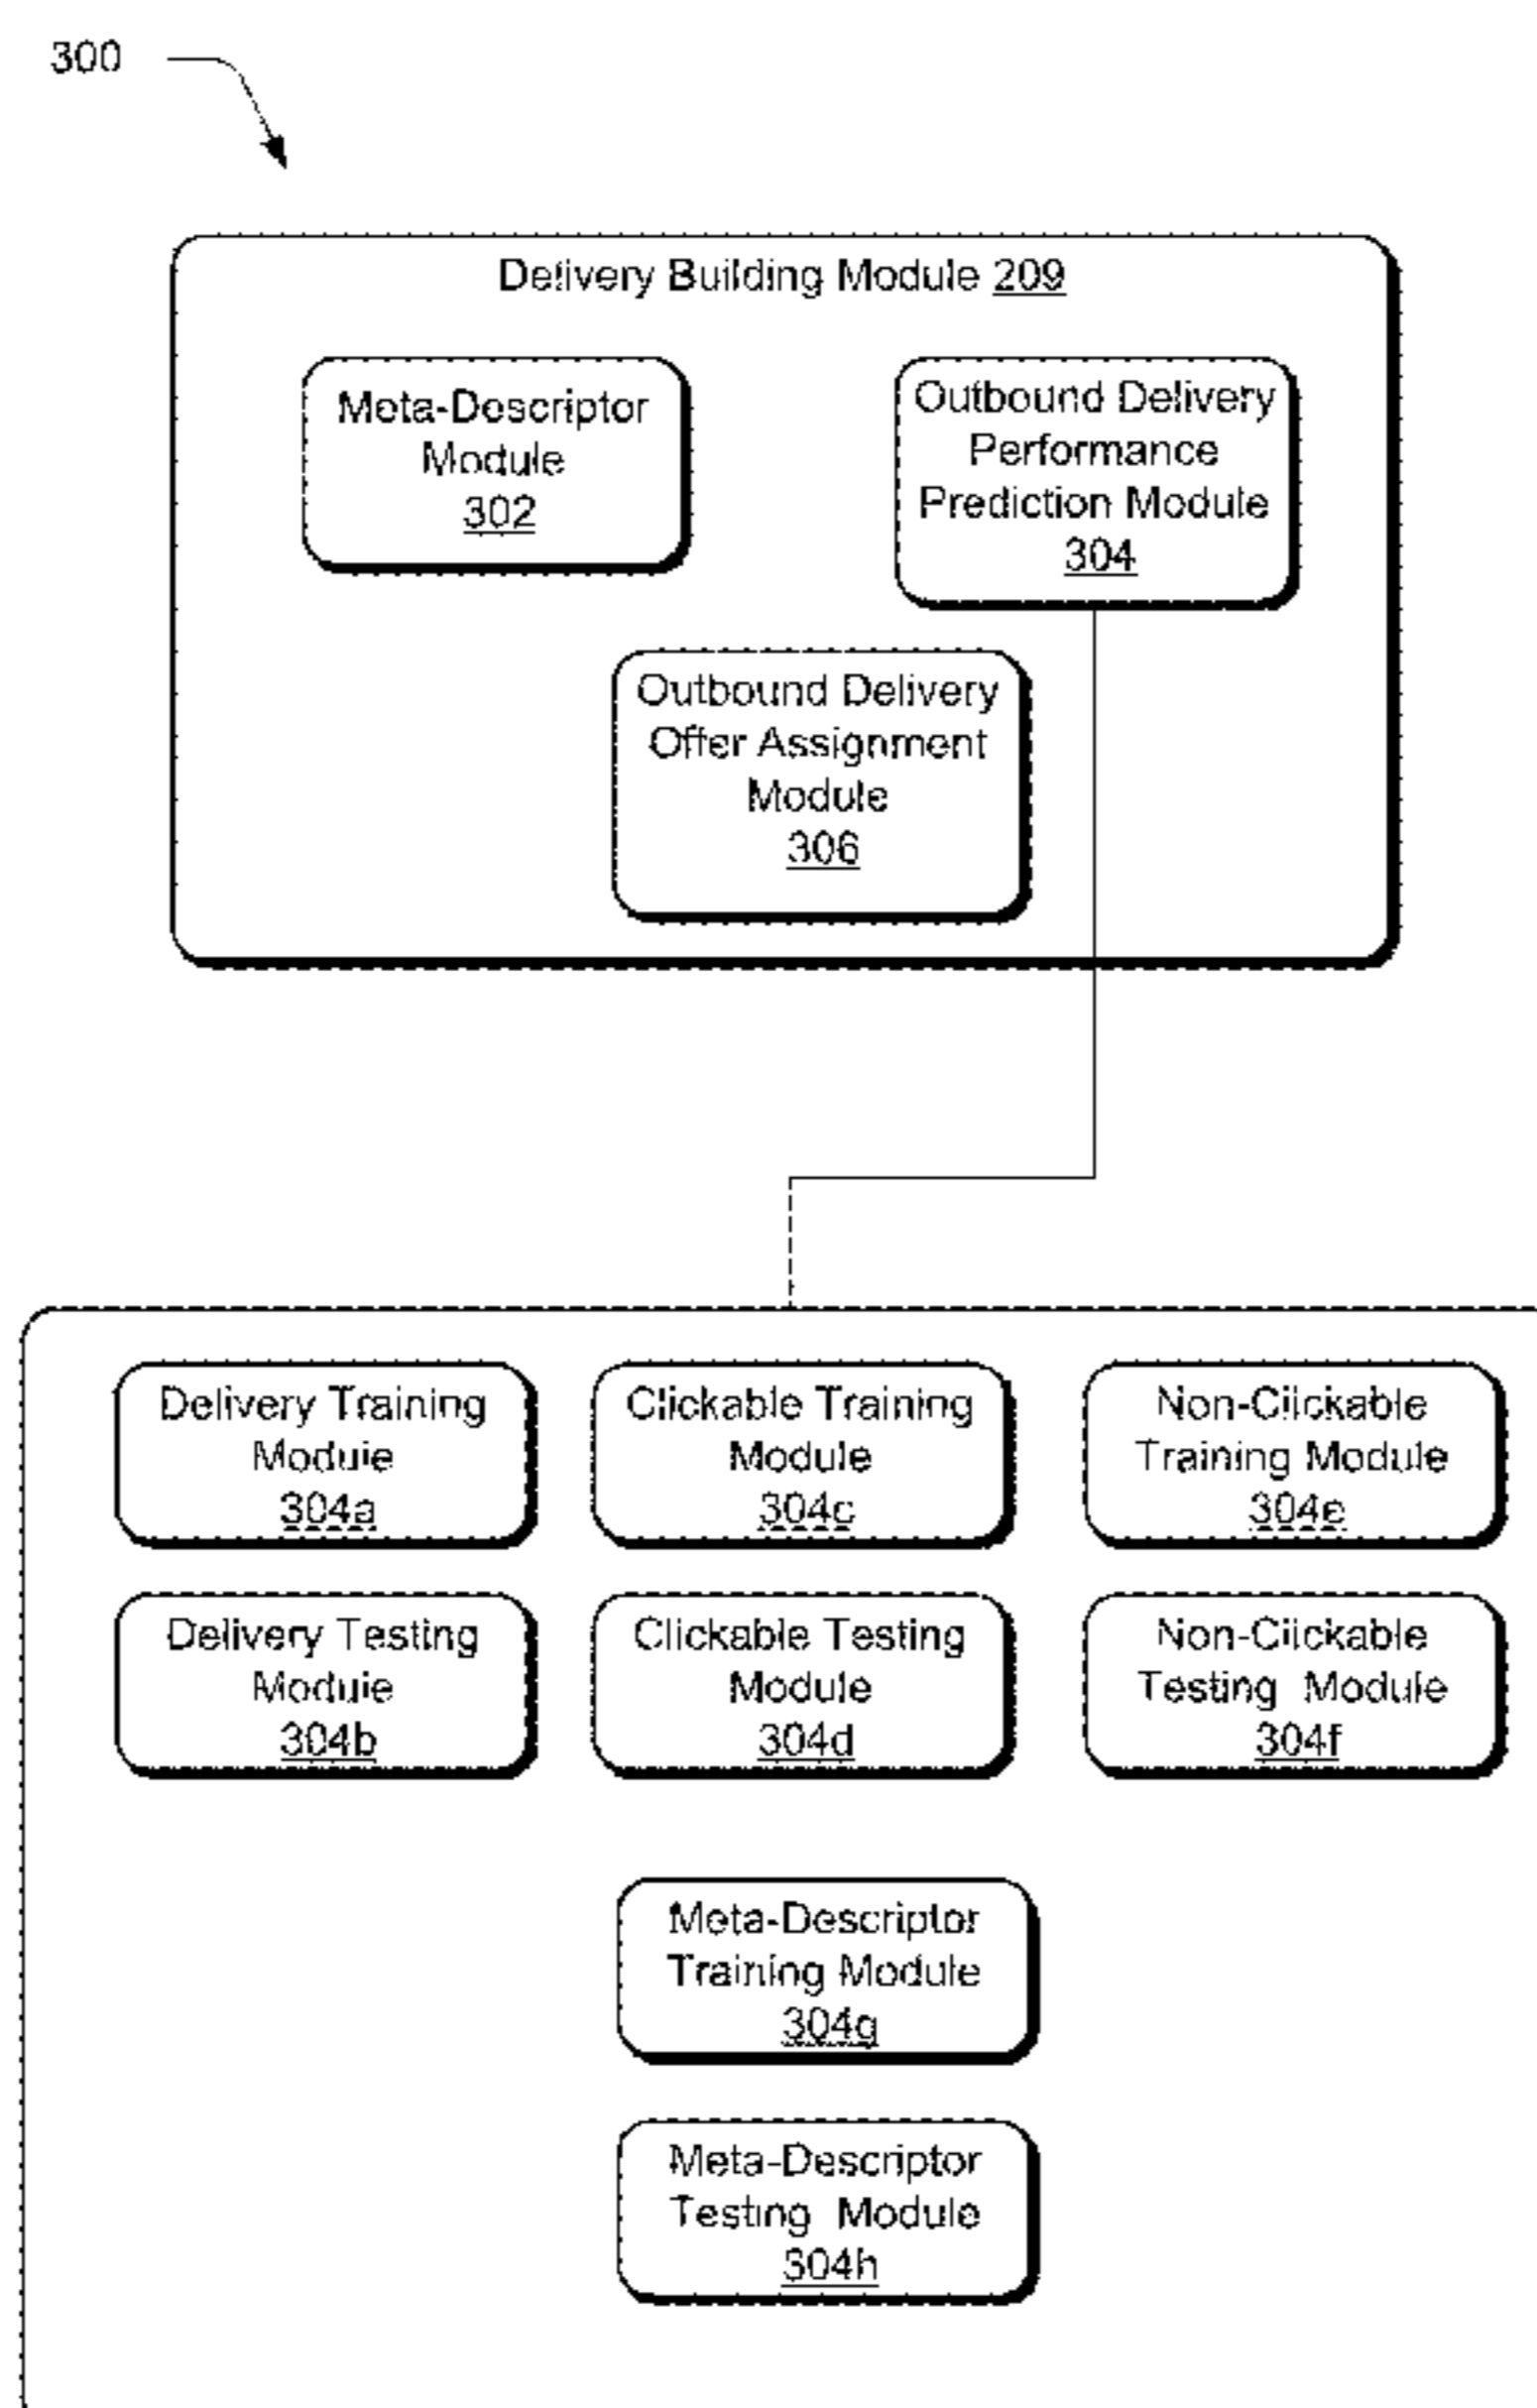 300
Delivery Building Module 209
Meta-Descriptor
Module
302
Outbound Delivery
Performance
Prediction Module
304
Outbound Delivery
Offer Assignment
Module
306
Delivery Training
Module
304a
Clickable Training
Module
304c
Non-Clickable
Training Module
304e
Delivery Testing
Module
304b
Clickable Testing
Module
304d
Non-Clickable
Testing Module
304f
Meta-Descriptor
Training Module
304g
Meta-Descriptor
Testing Module
304h